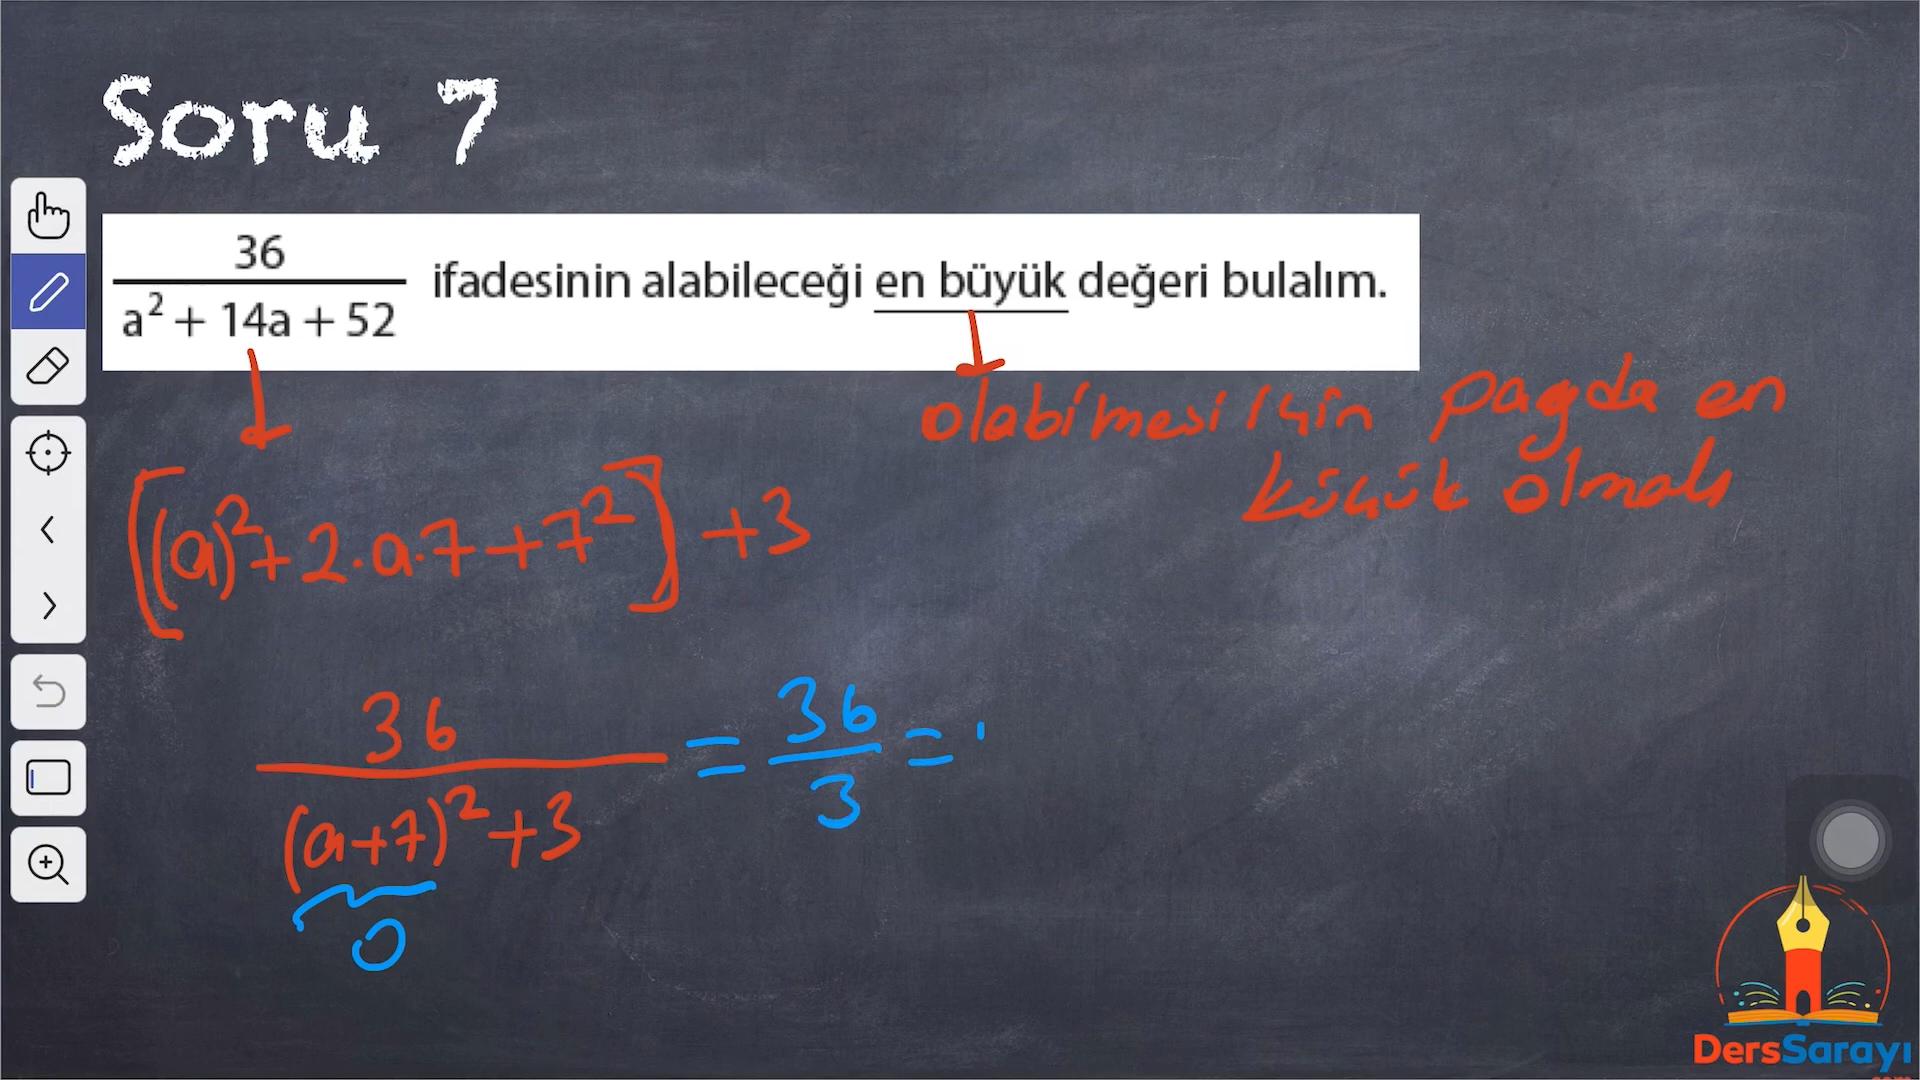 Soru 7
36
a² + 14a + 52
ifadesinin alabileceği en büyük değeri bulalım.
olabilmesi için payda en
küçük olmalı
[(a)²+2·a·7+7²] +3
36
(a+7)²+3
0
= 36/3 =
DersSarayı